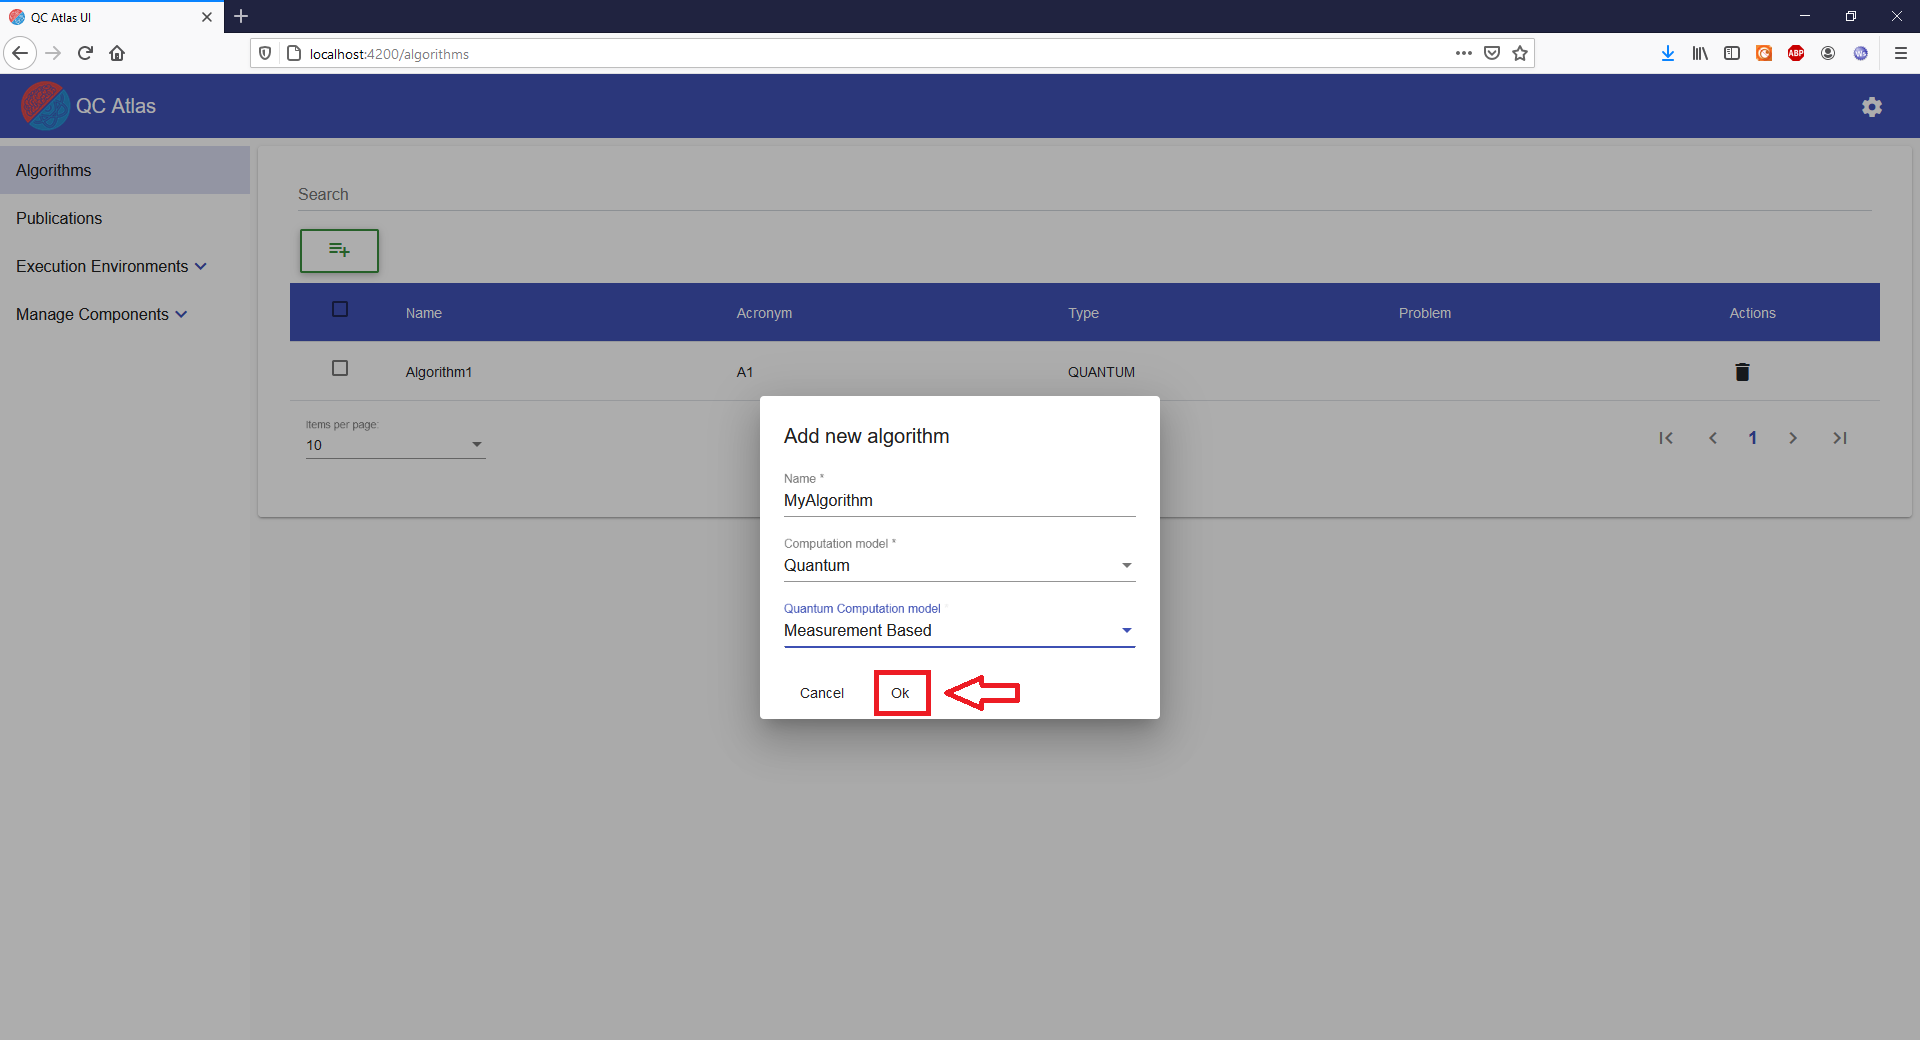 QC Atlas UI
localhost:4200/algorithms
ABP
QC Atlas
Algorithms
Publications
Execution Environments
Manage Components
Search
Name Acronym Type Problem Actions
Algorithm1 A1 QUANTUM
Items per page:
10
1
Add new algorithm
Name *
MyAlgorithm
Computation model *
Quantum
Quantum Computation model
Measurement Based
Cancel Ok